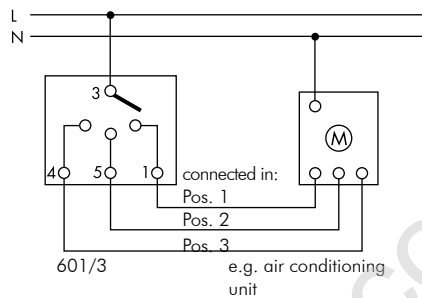 L
N
3
M
4 5 1 connected in:
Pos. 1
Pos. 2
Pos. 3
601/3
e.g. air conditioning
unit